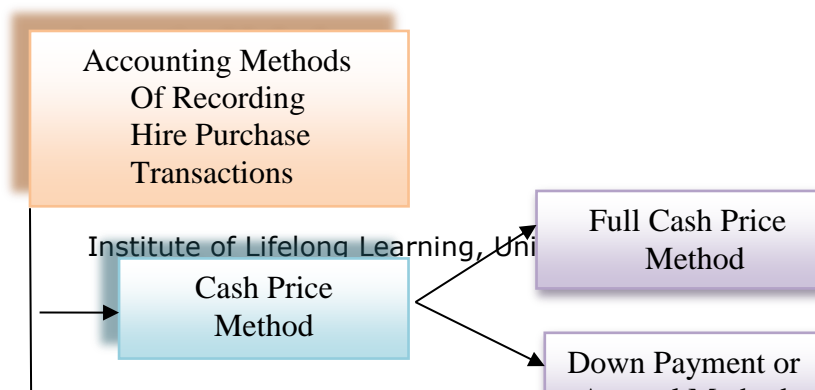 Accounting Methods
Of Recording
Hire Purchase
Transactions
Institute of Lifelong Learning, Uni
Full Cash Price
Method
Cash Price
Method
Down Payment or